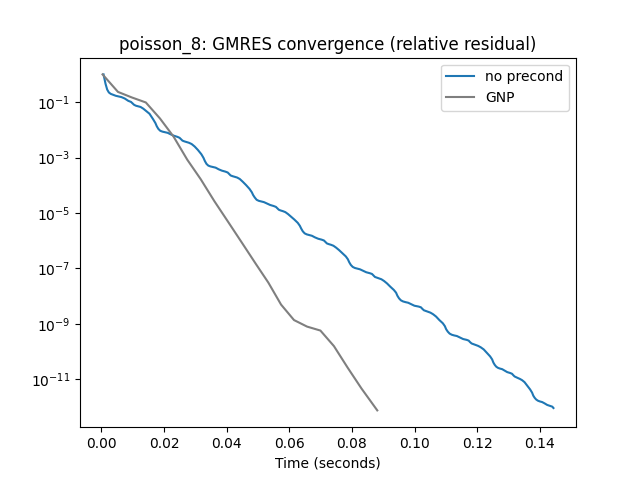 poisson_8: GMRES convergence (relative residual)
no precond
GNP
10⁻¹
10⁻³
10⁻⁵
10⁻⁷
10⁻⁹
10⁻¹¹
0.00 0.02 0.04 0.06 0.08 0.10 0.12 0.14
Time (seconds)